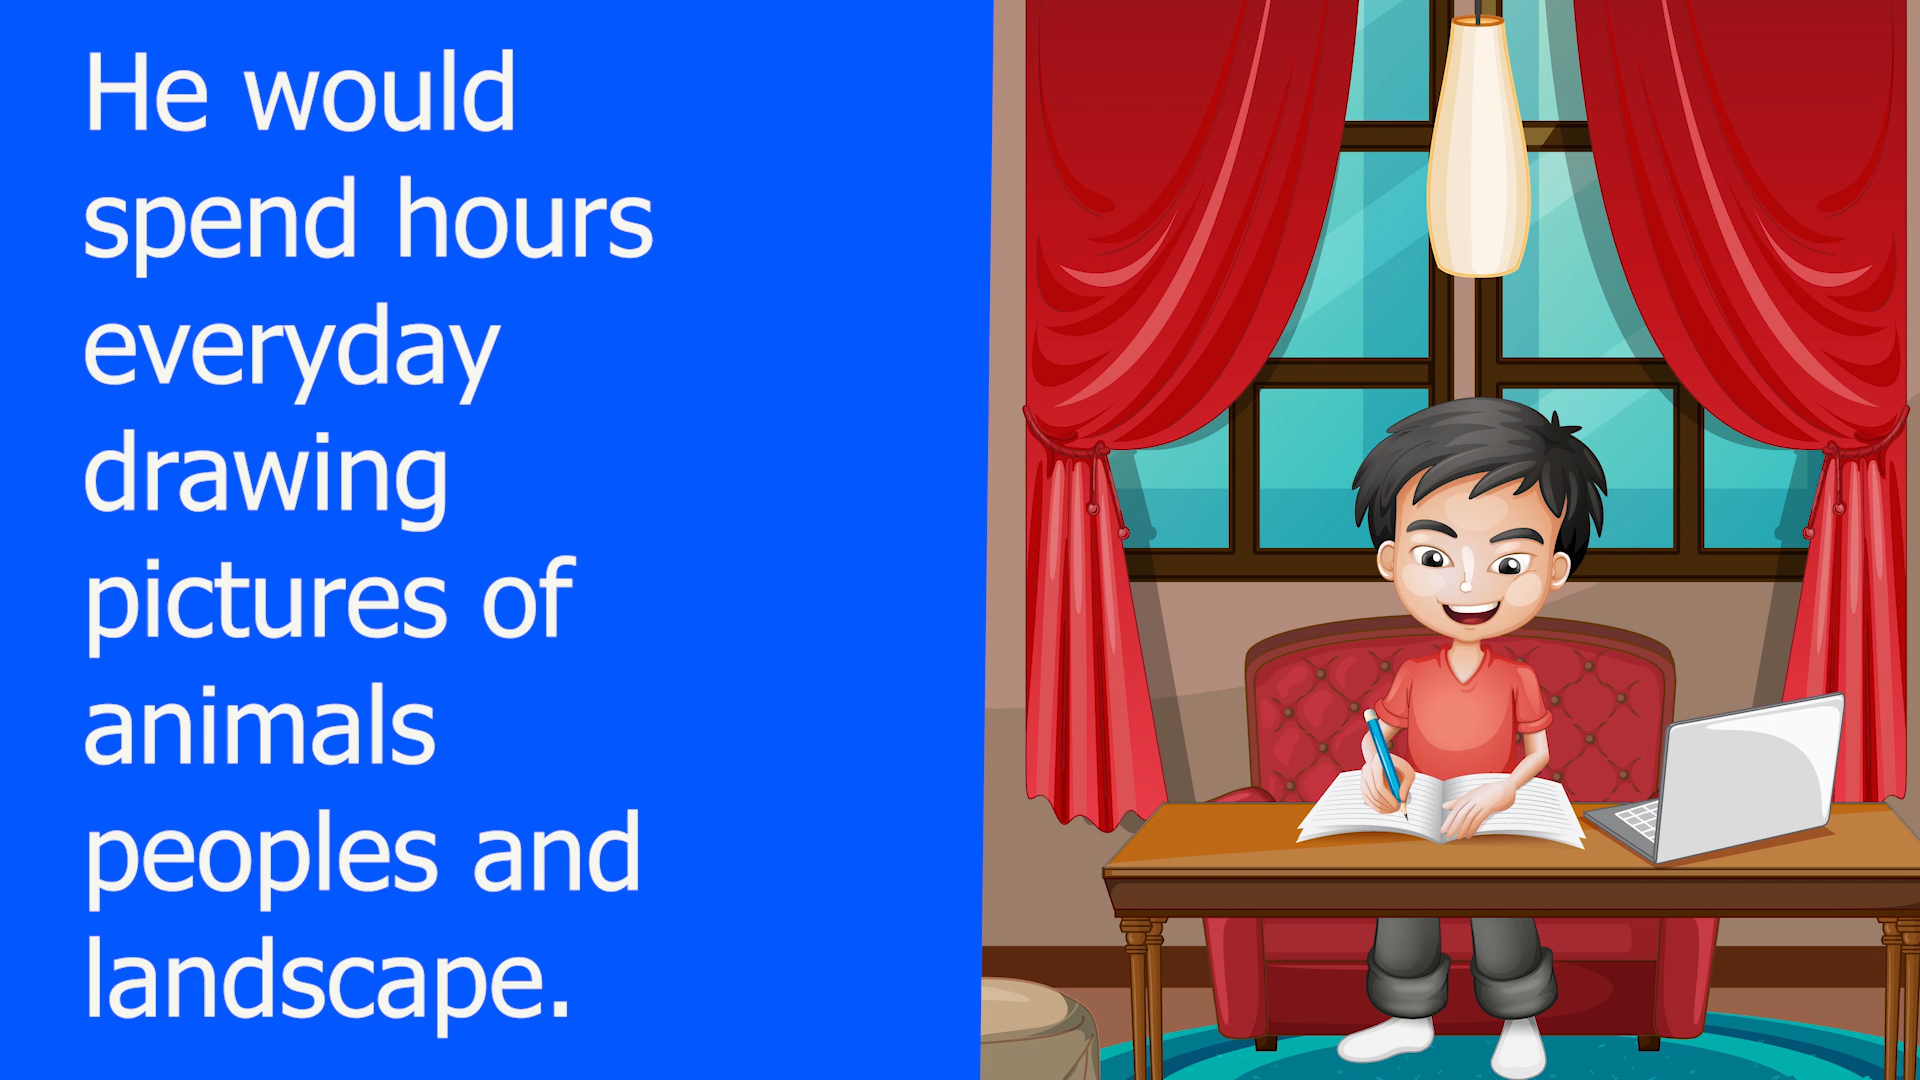 He would
spend hours
everyday
drawing
pictures of
animals
peoples and
landscape.